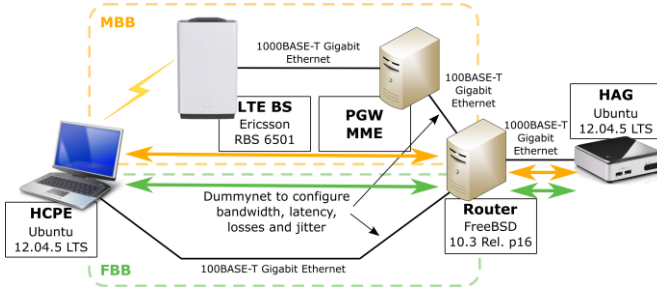 MBB
1000BASE-T Gigabit
Ethernet
100BASE-T
Gigabit
Ethernet
HAG
Ubuntu
12.04.5 LTS
LTE BS
Ericsson
RBS 6501
PGW
MME
1000BASE-T
Gigabit
Ethernet
Dummynet to configure
bandwidth, latency,
losses and jitter
HCPE
Ubuntu
12.04.5 LTS
Router
FreeBSD
10.3 Rel. p16
100BASE-T Gigabit Ethernet
FBB